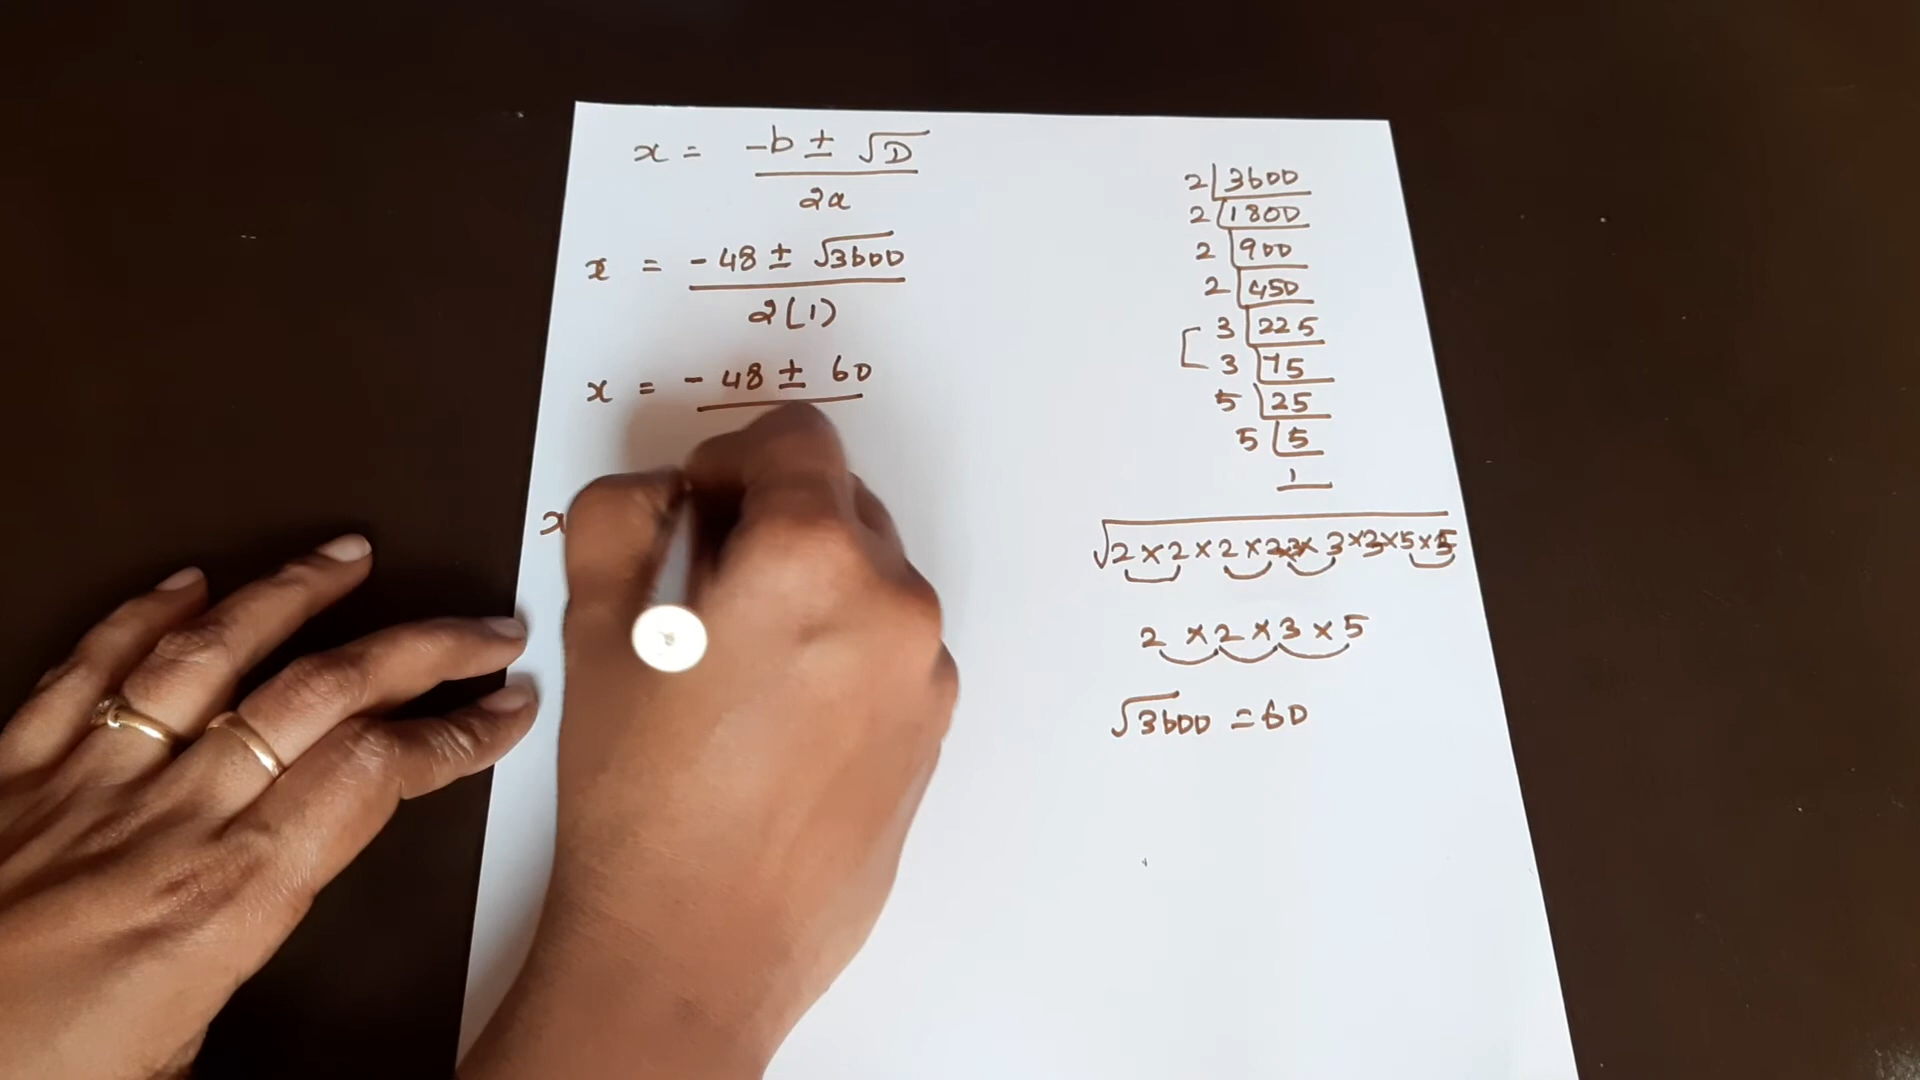 x = -b ± √D
2a
x = -48 ± √3600
2(1)
x = -48 ± 60
x
2 3600
2 1800
2 900
2 450
3 225
3 75
5 25
5 5
1
√2×2×2×2×3×3×5×5
2×2×3×5
√3600 = 60